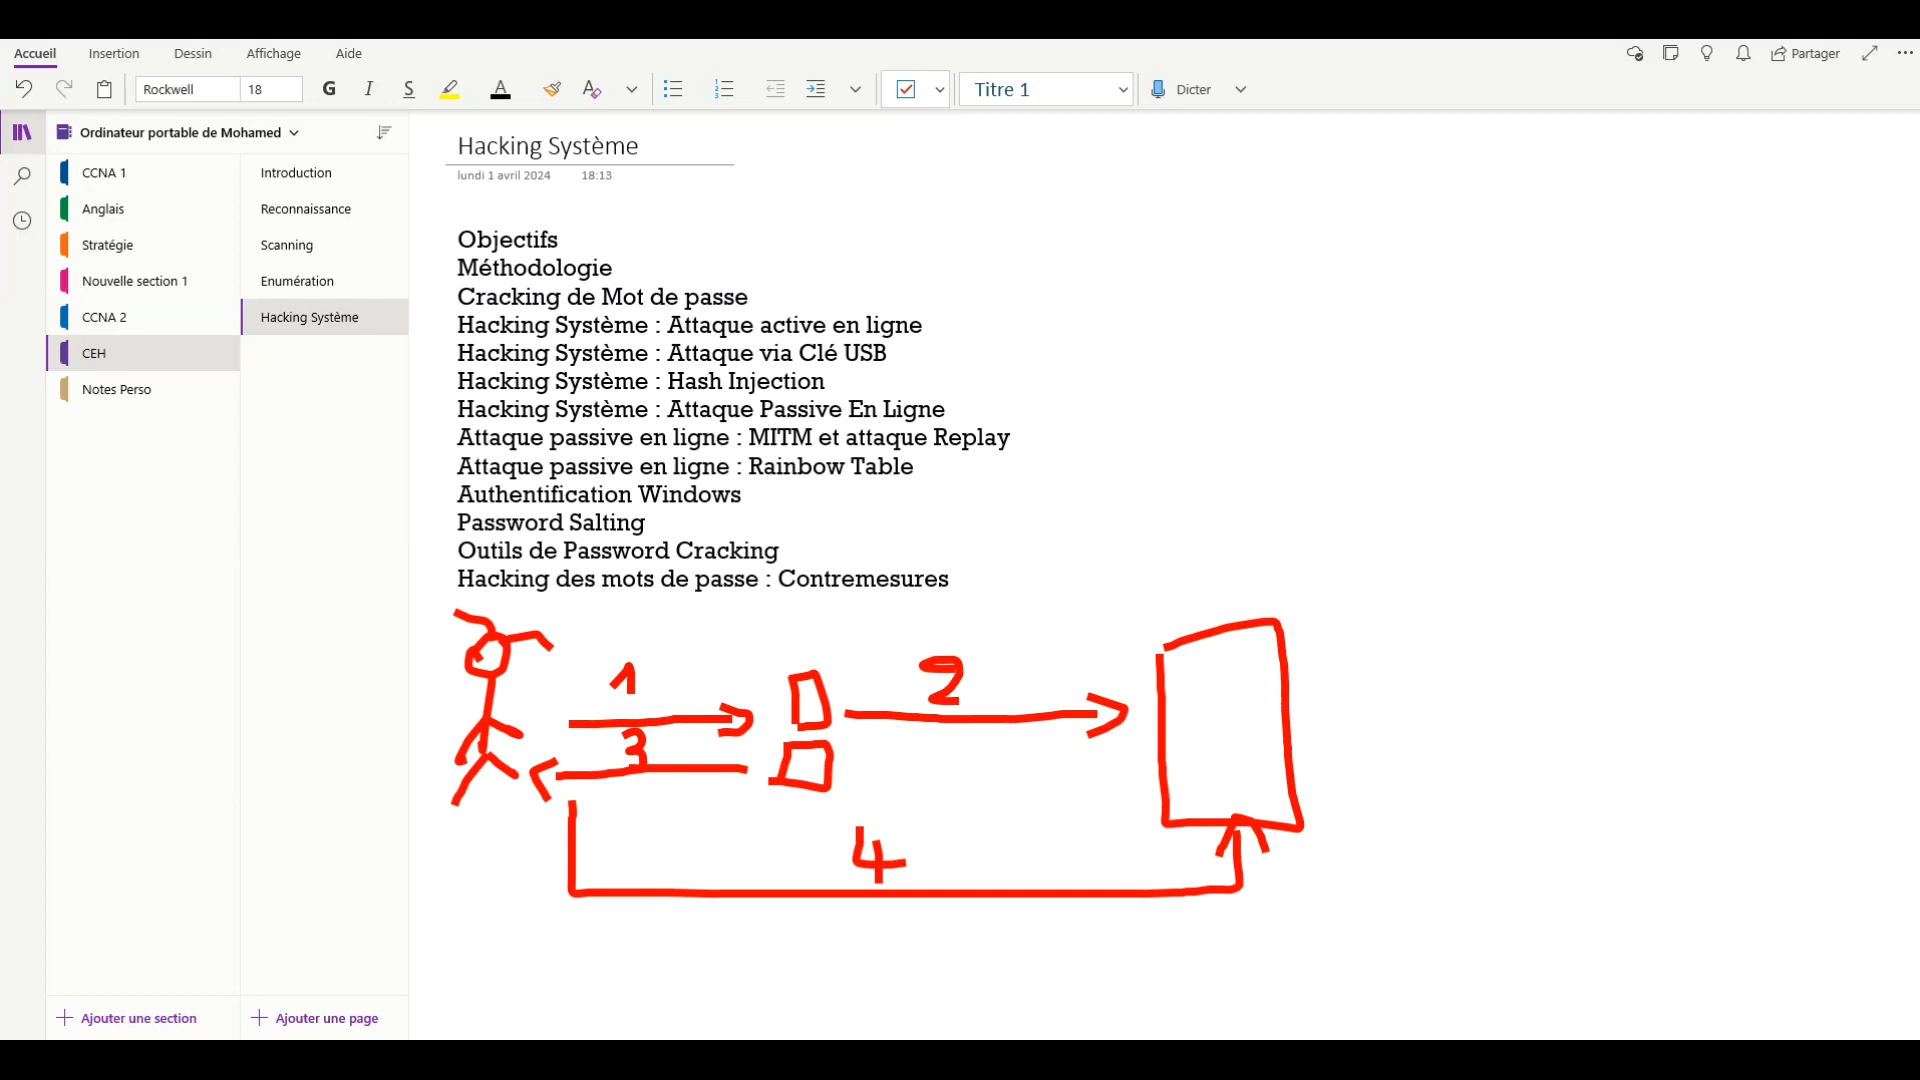 Accueil Insertion Dessin Affichage Aide Partager
Rockwell 18 G I S A A Titre 1 Dicter
Ordinateur portable de Mohamed
CCNA 1
Anglais
Stratégie
Nouvelle section 1
CCNA 2
CEH
Notes Perso
Ajouter une section
Introduction
Reconnaissance
Scanning
Enumération
Hacking Système
Ajouter une page
Hacking Système
lundi 1 avril 2024 18:13
Objectifs
Méthodologie
Cracking de Mot de passe
Hacking Système : Attaque active en ligne
Hacking Système : Attaque via Clé USB
Hacking Système : Hash Injection
Hacking Système : Attaque Passive En Ligne
Attaque passive en ligne : MITM et attaque Replay
Attaque passive en ligne : Rainbow Table
Authentification Windows
Password Salting
Outils de Password Cracking
Hacking des mots de passe : Contremesures
1
2
3
4